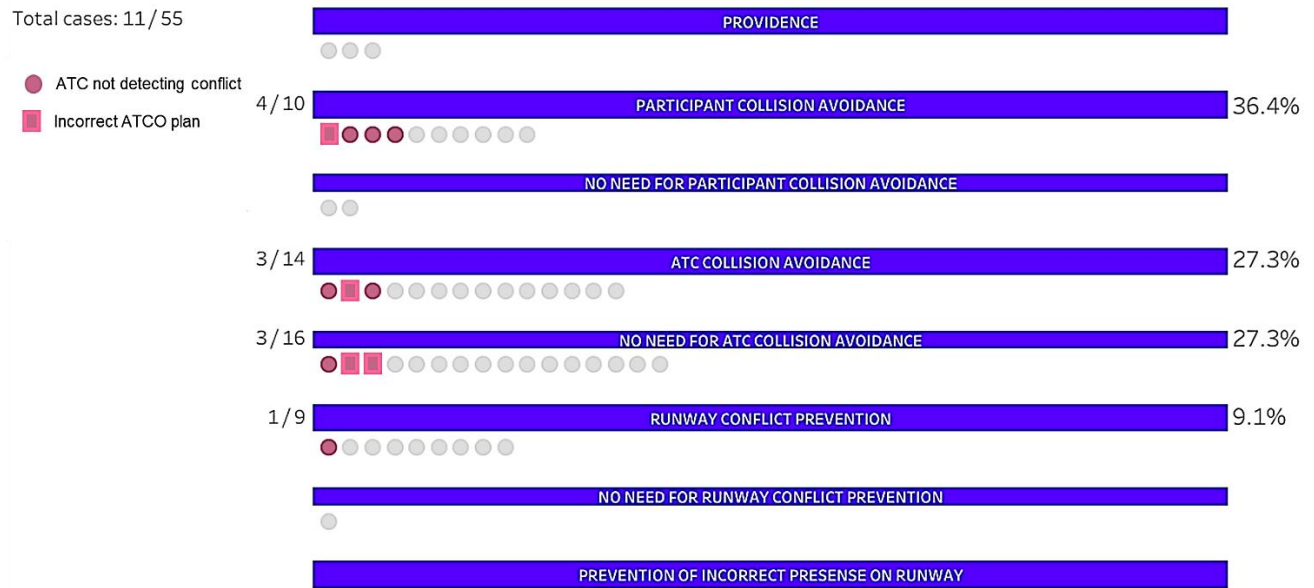 Total cases: 11/55
PROVIDENCE
ATC not detecting conflict
Incorrect ATCO plan
4/10 PARTICIPANT COLLISION AVOIDANCE 36.4%
NO NEED FOR PARTICIPANT COLLISION AVOIDANCE
3/14 ATC COLLISION AVOIDANCE 27.3%
3/16 NO NEED FOR ATC COLLISION AVOIDANCE 27.3%
1/9 RUNWAY CONFLICT PREVENTION 9.1%
NO NEED FOR RUNWAY CONFLICT PREVENTION
PREVENTION OF INCORRECT PRESENSE ON RUNWAY